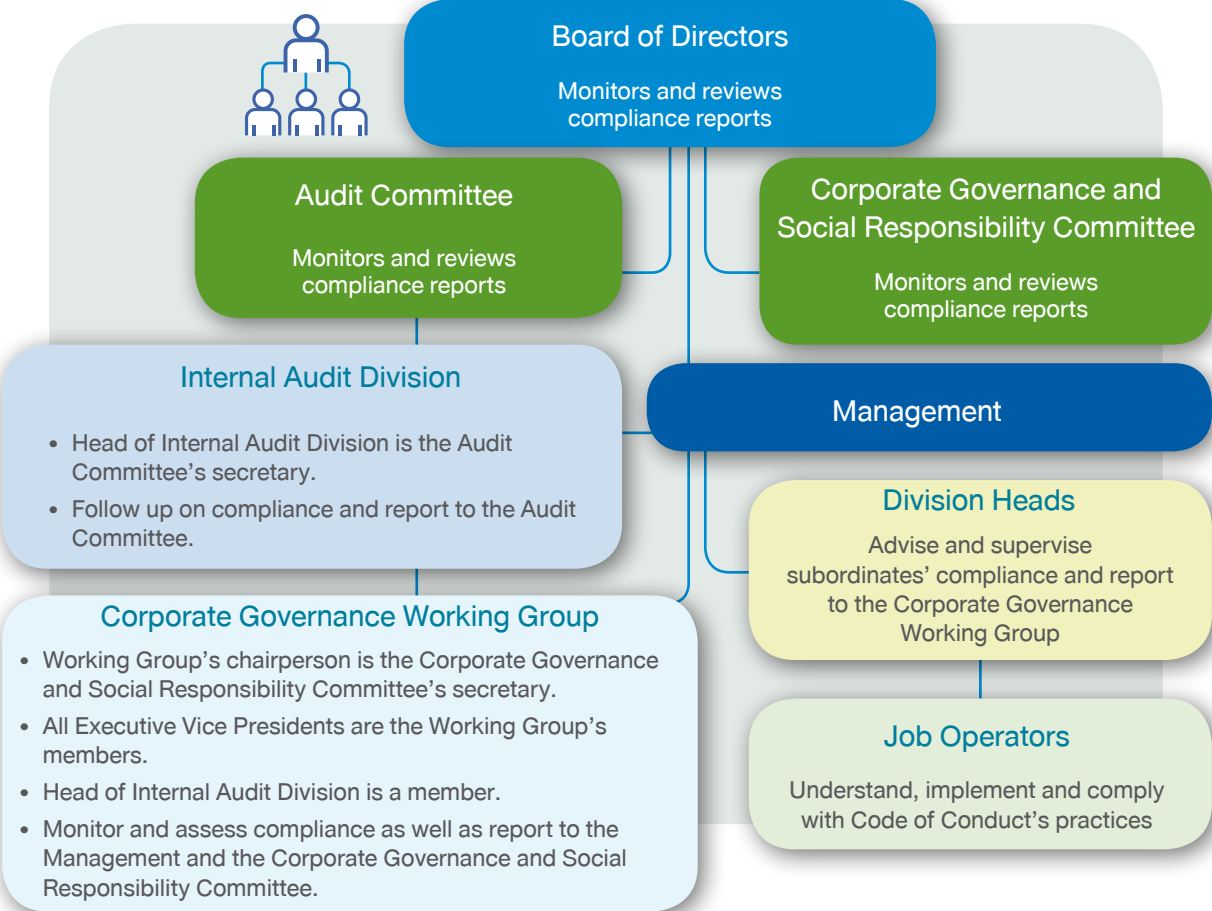 Board of Directors
Monitors and reviews
compliance reports
Audit Committee
Monitors and reviews
compliance reports
Corporate Governance and
Social Responsibility Committee
Monitors and reviews
compliance reports
Internal Audit Division
• Head of Internal Audit Division is the Audit
Committee’s secretary.
• Follow up on compliance and report to the Audit
Committee.
Management
Division Heads
Advise and supervise
subordinates’ compliance and report
to the Corporate Governance
Working Group
Corporate Governance Working Group
• Working Group’s chairperson is the Corporate Governance
and Social Responsibility Committee’s secretary.
• All Executive Vice Presidents are the Working Group’s
members.
• Head of Internal Audit Division is a member.
• Monitor and assess compliance as well as report to the
Management and the Corporate Governance and Social
Responsibility Committee.
Job Operators
Understand, implement and comply
with Code of Conduct’s practices